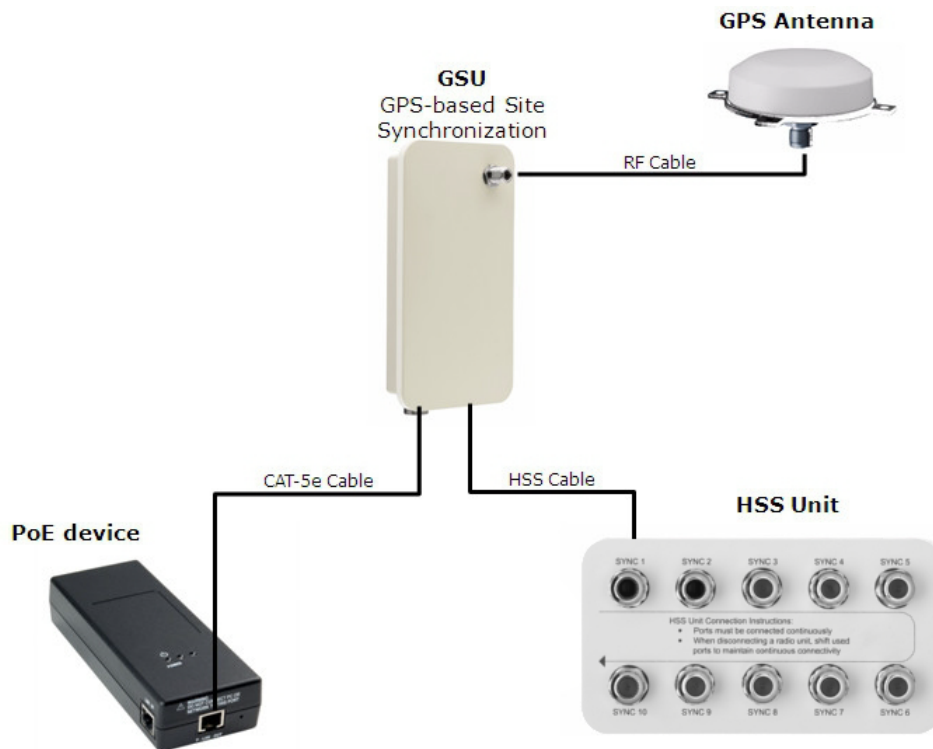 GPS Antenna
GSU
GPS-based Site
Synchronization
RF Cable
CAT-5e Cable
HSS Cable
HSS Unit
PoE device
SYNC 1 SYNC 2 SYNC 3 SYNC 4 SYNC 5
HSS Unit Connection Instructions:
• Ports must be connected continuously
• When disconnecting a radio unit, shift used
ports to maintain continuous connectivity
SYNC 10 SYNC 9 SYNC 8 SYNC 7 SYNC 6